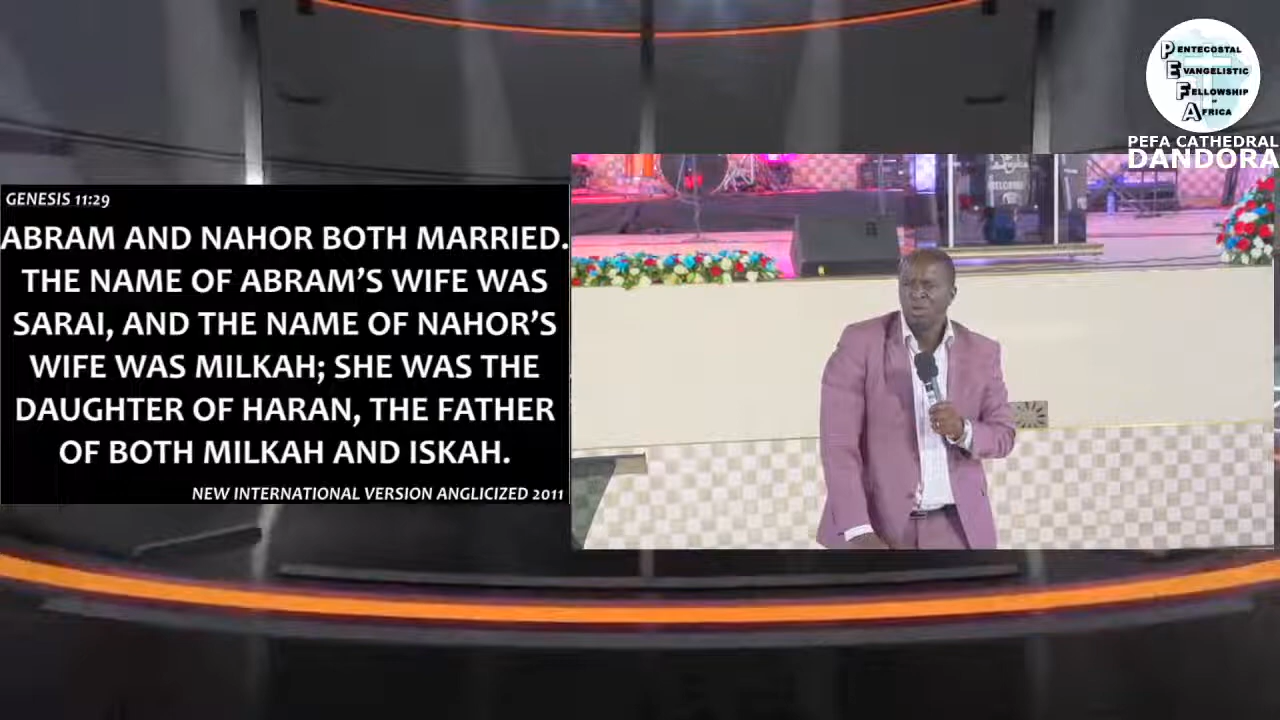 GENESIS 11:29
ABRAM AND NAHOR BOTH MARRIED.
THE NAME OF ABRAM’S WIFE WAS
SARAI, AND THE NAME OF NAHOR’S
WIFE WAS MILKAH; SHE WAS THE
DAUGHTER OF HARAN, THE FATHER
OF BOTH MILKAH AND ISKAH.
NEW INTERNATIONAL VERSION ANGLICIZED 2011
PENTECOSTAL
EVANGELISTIC
FELLOWSHIP
OF
AFRICA
PEFA CATHEDRAL
DANDORA
WELCOME